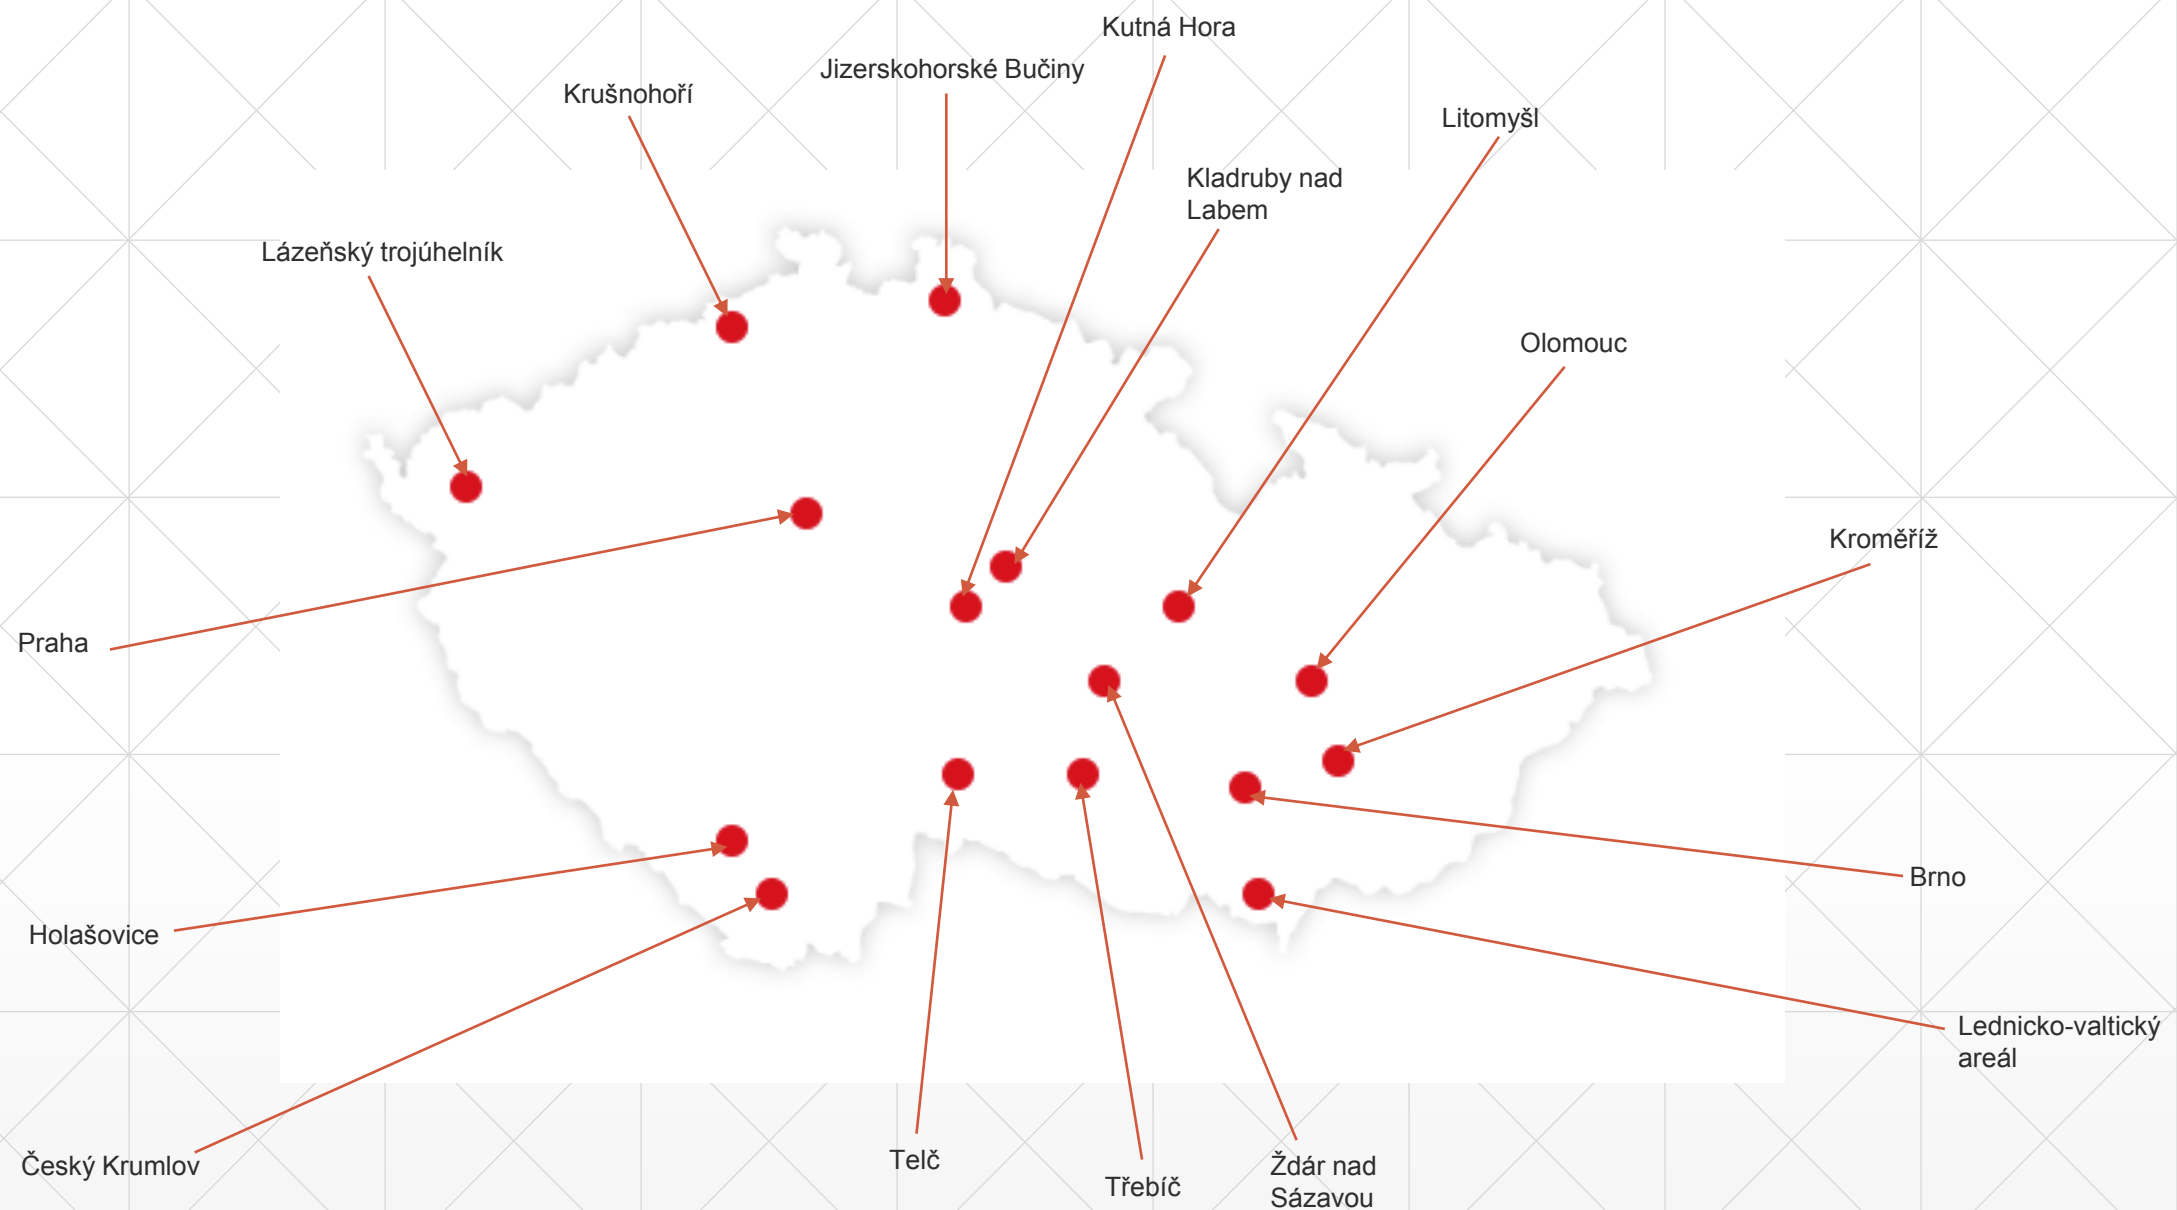 Kutná Hora
Jizerskohorské Bučiny
Krušnohoří
Litomyšl
Kladruby nad
Labem
Lázeňský trojúhelník
Olomouc
Kroměříž
Praha
Brno
Holašovice
Lednicko-valtický
areál
Český Krumlov
Telč
Třebíč
Ždár nad
Sázavou